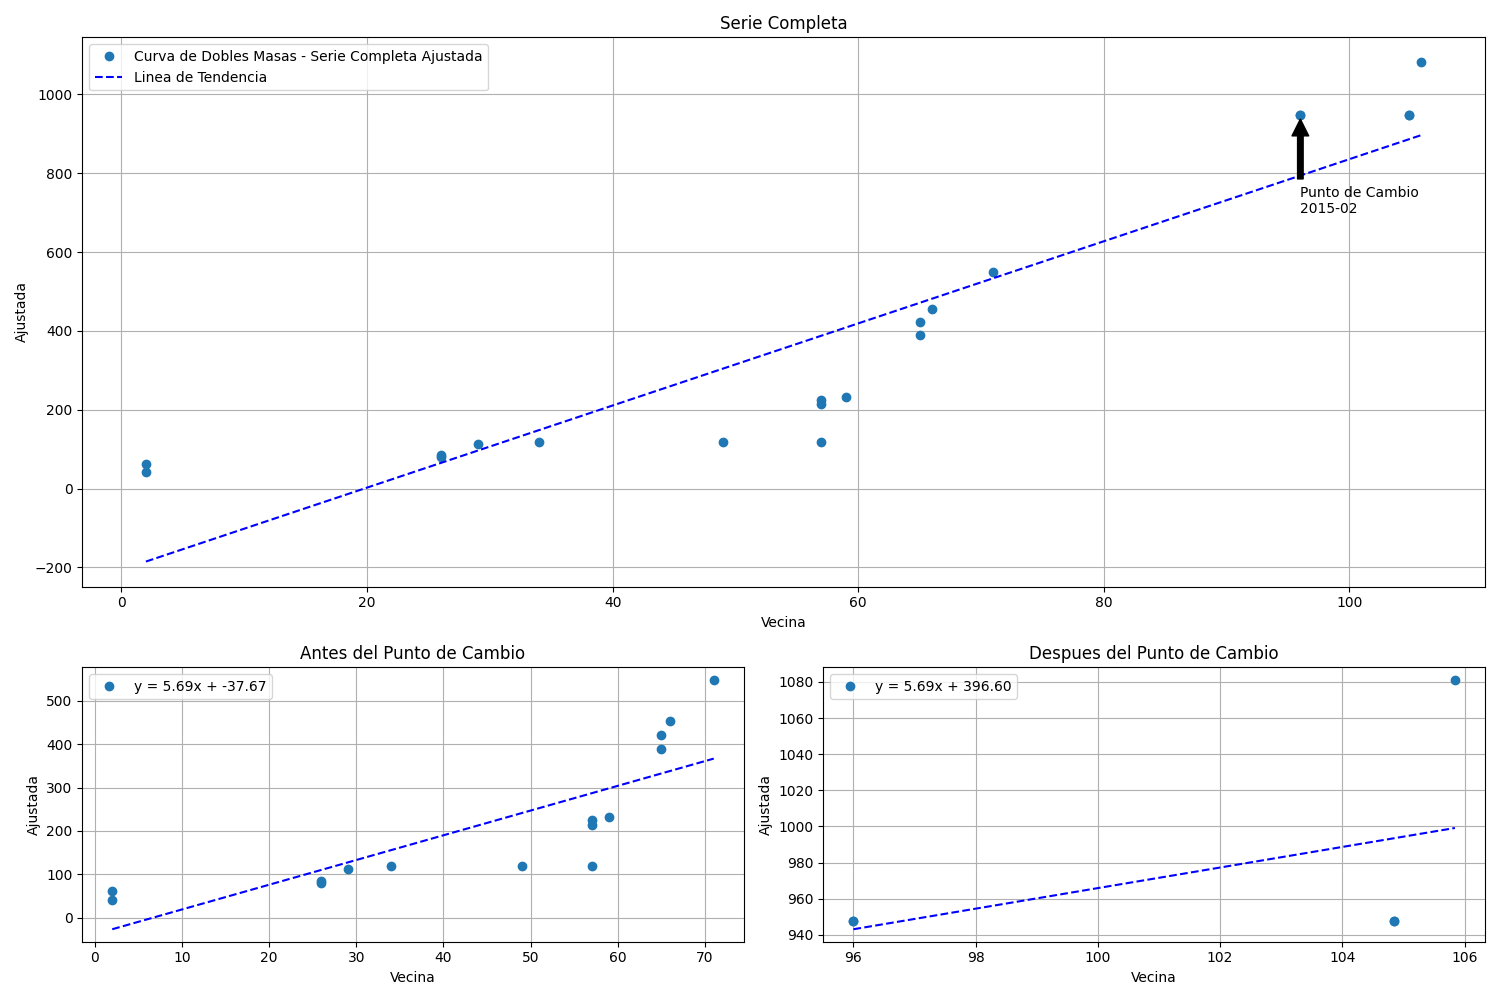 Serie Completa
Curva de Dobles Masas - Serie Completa Ajustada
Linea de Tendencia
1000
800
600
400
200
0
−200
Ajustada
Punto de Cambio
2015-02
0 20 40 60 80 100
Vecina
Antes del Punto de Cambio
y = 5.69x + -37.67
500
400
300
200
100
0
Ajustada
0 10 20 30 40 50 60 70
Vecina
Despues del Punto de Cambio
y = 5.69x + 396.60
1080
1060
1040
1020
1000
980
960
940
Ajustada
96 98 100 102 104 106
Vecina